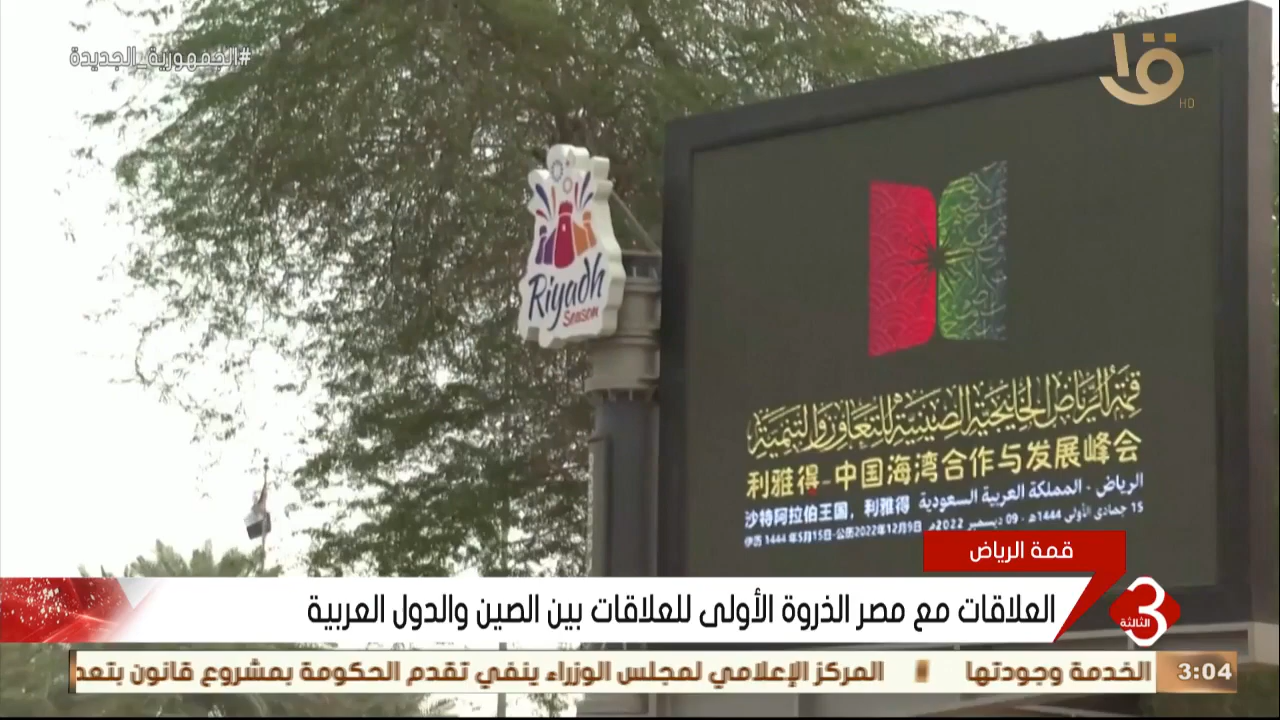 #الجمهورية_الجديدة
HD
Riyadh
Season
قمة الرياض الخليجية الصينية للتعاون والتنمية
利雅得-中国海湾合作与发展峰会
الرياض - المملكة العربية السعودية 沙特阿拉伯王国，利雅得
15 جمادى الأولى 1444هـ - 09 ديسمبر 2022م 伊历 1444 年5月15日-公历2022年12月9日
قمة الرياض
العلاقات مع مصر الذروة الأولى للعلاقات بين الصين والدول العربية
3
الثالثة
3:04
الخدمة وجودتها المركز الإعلامي لمجلس الوزراء ينفي تقدم الحكومة بمشروع قانون بتعد